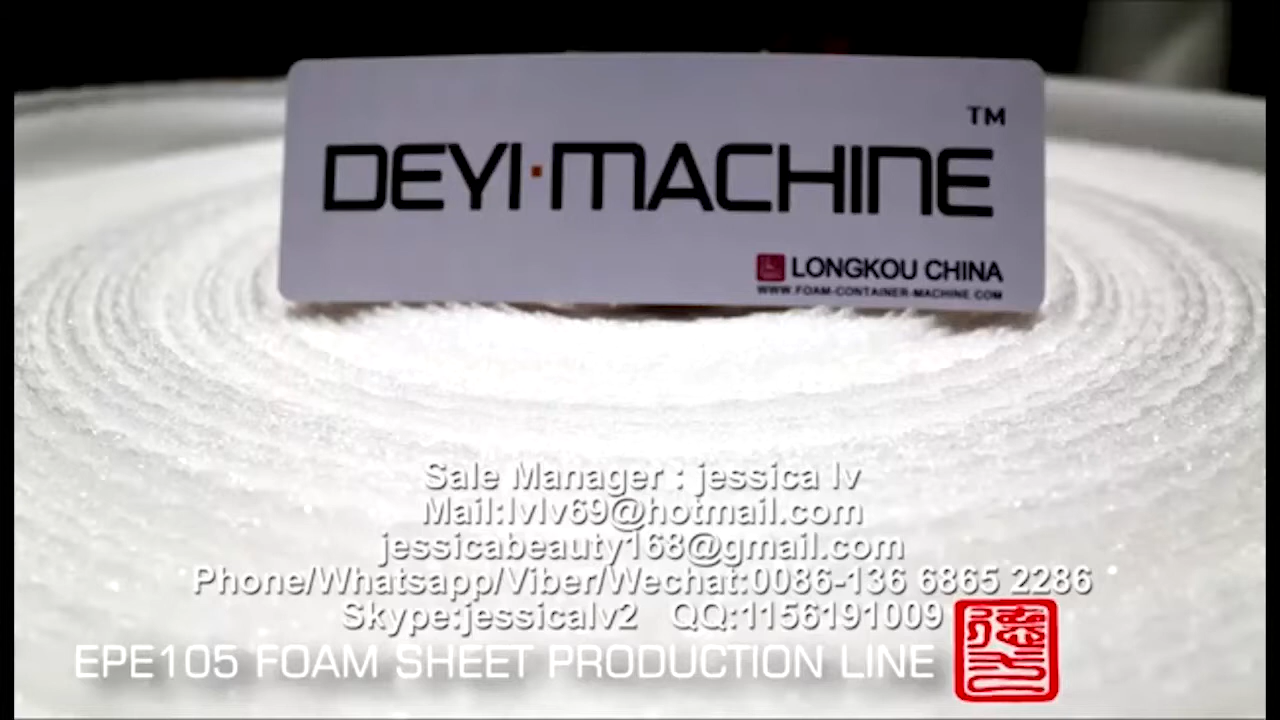 TM
DEYI·MACHINE
LONGKOU CHINA
WWW.FOAM-CONTAINER-MACHINE.COM
Sale Manager : jessica lv
Mail:lvlv69@hotmail.com
jessicabeauty168@gmail.com
Phone/Whatsapp/Viber/Wechat:0086-136 6865 2286
Skype:jessicalv2 QQ:1156191009
EPE105 FOAM SHEET PRODUCTION LINE